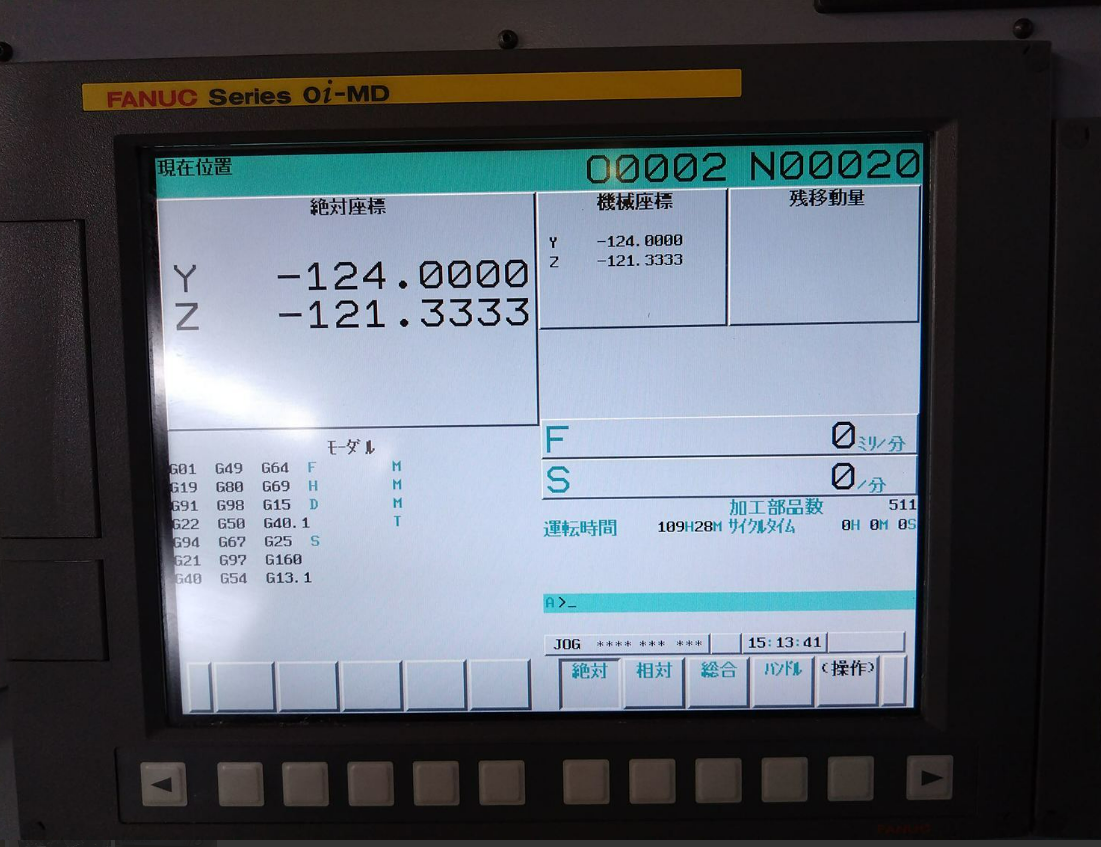 FANUC Series 0i-MD
現在位置 O0002 N00020
絶対座標
Y -124.0000
Z -121.3333
機械座標
Y -124.0000
Z -121.3333
残移動量
モーダル
G01 G49 G64 F M
G19 G80 G69 H M
G91 G98 G15 D M
G22 G50 G40.1 T
G94 G67 G25 S
G21 G97 G160
G40 G54 G13.1
F 0 ミリ/分
S 0 /分
加工部品数 511
運転時間 109H28M サイクルタイム 0H 0M 0S
A>_
JOG **** *** *** 15:13:41
絶対 相対 総合 ハンドル (操作)